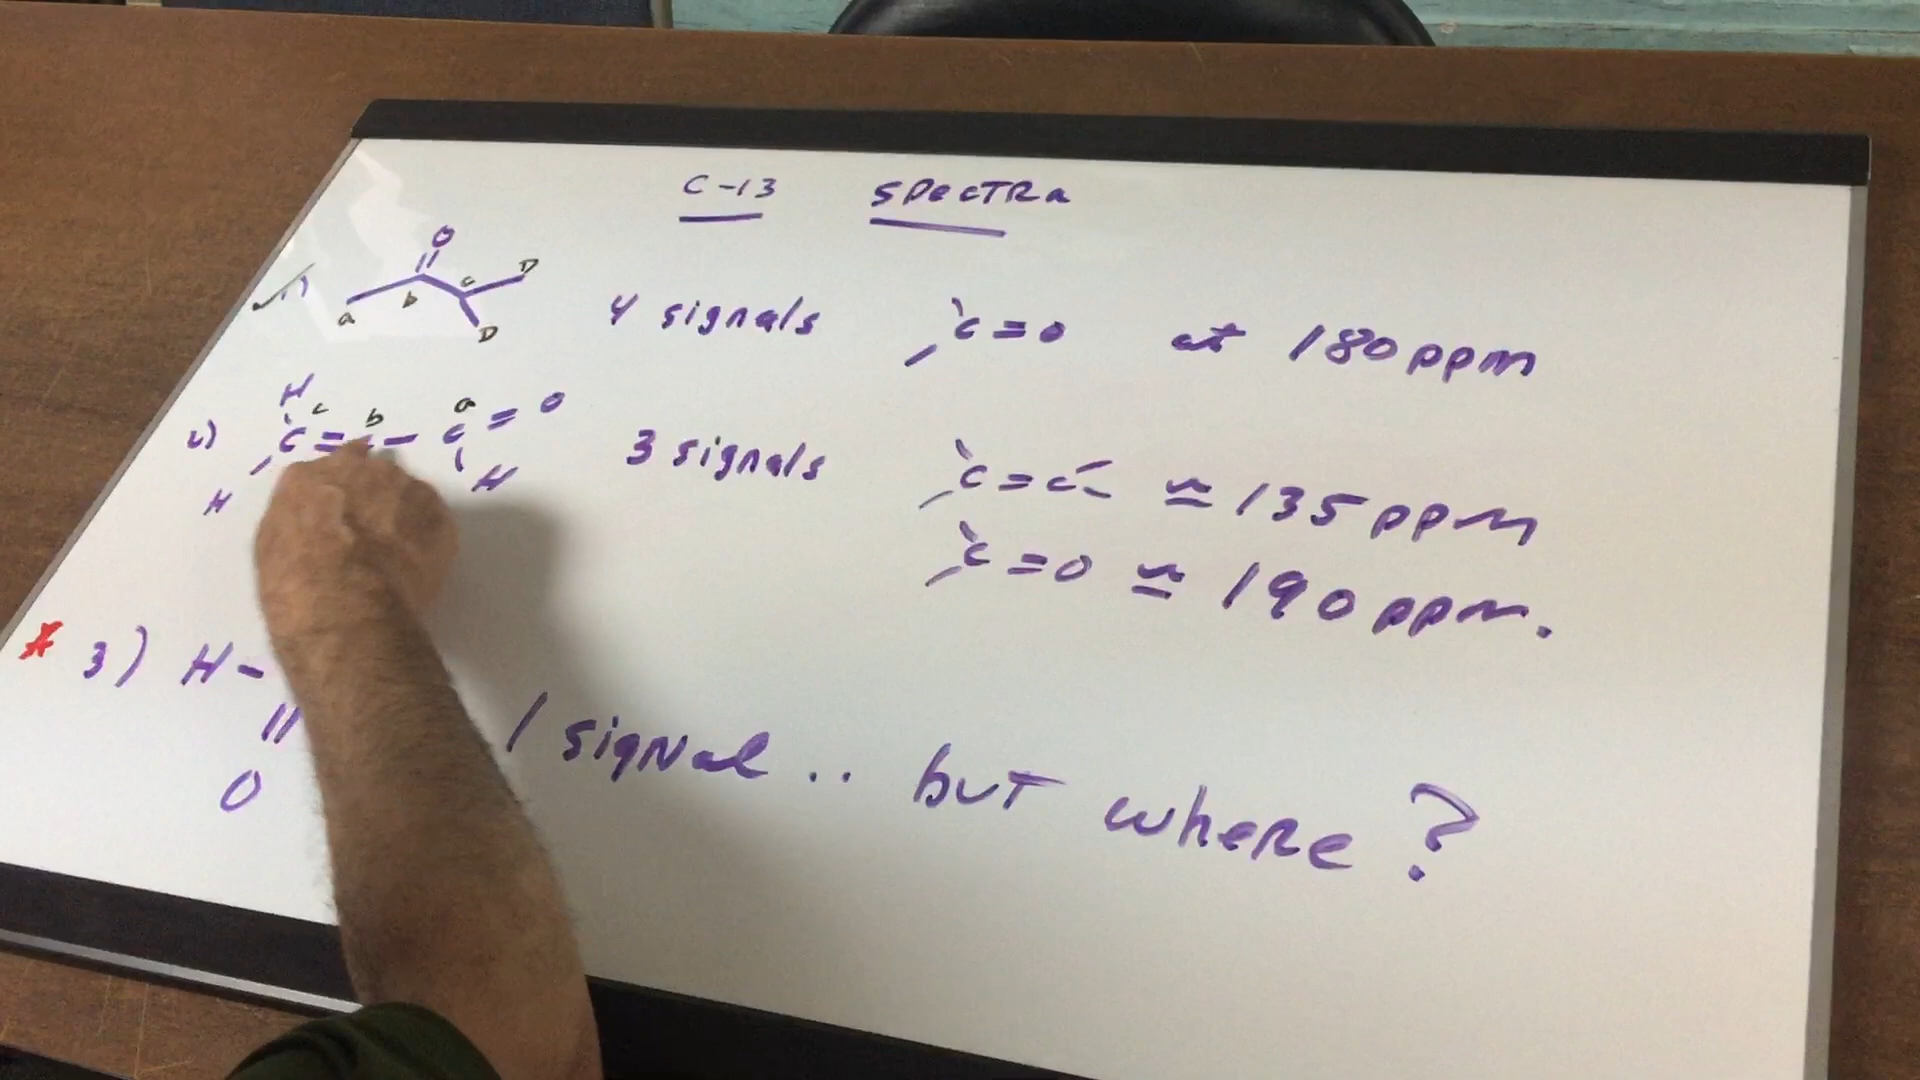 C-13 SPECTRA
1)
O
a b c D
D
4 signals C=O at 180 ppm
H
c b a
2) C= - C = O
H H
3 signals C=C ≈ 135 ppm
C=O ≈ 190 ppm.
* 3) H-
O
1 signal .. but where?